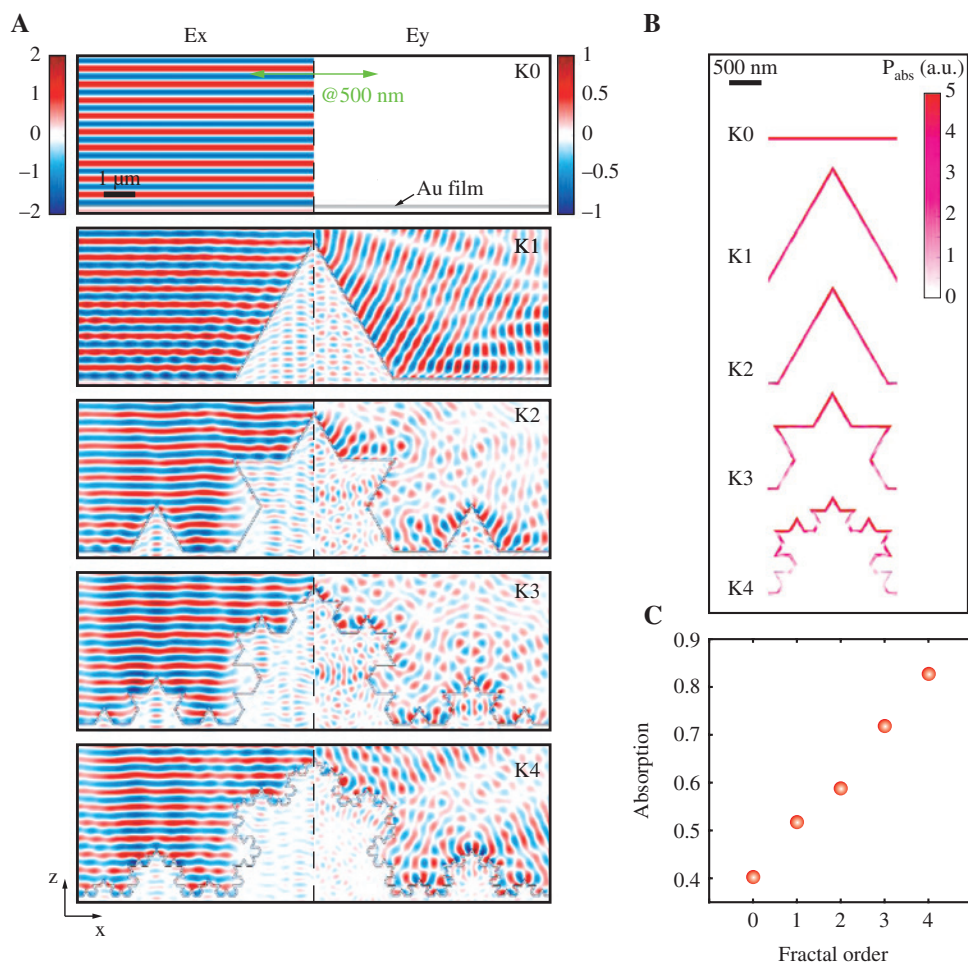 A
Ex
Ey
2
1
0
−1
−2
1
0.5
0
−0.5
−1
K0
@500 nm
1 µm
Au film
K1
K2
K3
K4
z
x
B
500 nm
Pabs (a.u.)
5
4
3
2
1
0
K0
K1
K2
K3
K4
C
0.9
0.8
0.7
0.6
0.5
0.4
Absorption
0 1 2 3 4
Fractal order